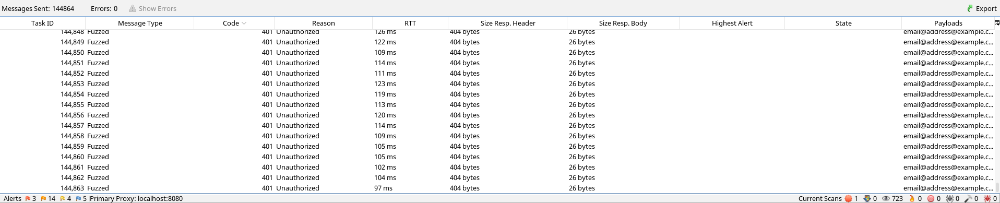 Messages Sent: 144864 Errors: 0 Show Errors Export
Task ID Message Type Code Reason RTT Size Resp. Header Size Resp. Body Highest Alert State Payloads
144,848 Fuzzed 401 Unauthorized 126 ms 404 bytes 26 bytes email@address@example.c...
144,849 Fuzzed 401 Unauthorized 122 ms 404 bytes 26 bytes email@address@example.c...
144,850 Fuzzed 401 Unauthorized 109 ms 404 bytes 26 bytes email@address@example.c...
144,851 Fuzzed 401 Unauthorized 114 ms 404 bytes 26 bytes email@address@example.c...
144,852 Fuzzed 401 Unauthorized 111 ms 404 bytes 26 bytes email@address@example.c...
144,853 Fuzzed 401 Unauthorized 123 ms 404 bytes 26 bytes email@address@example.c...
144,854 Fuzzed 401 Unauthorized 119 ms 404 bytes 26 bytes email@address@example.c...
144,855 Fuzzed 401 Unauthorized 113 ms 404 bytes 26 bytes email@address@example.c...
144,856 Fuzzed 401 Unauthorized 120 ms 404 bytes 26 bytes email@address@example.c...
144,857 Fuzzed 401 Unauthorized 114 ms 404 bytes 26 bytes email@address@example.c...
144,858 Fuzzed 401 Unauthorized 109 ms 404 bytes 26 bytes email@address@example.c...
144,859 Fuzzed 401 Unauthorized 105 ms 404 bytes 26 bytes email@address@example.c...
144,860 Fuzzed 401 Unauthorized 105 ms 404 bytes 26 bytes email@address@example.c...
144,861 Fuzzed 401 Unauthorized 102 ms 404 bytes 26 bytes email@address@example.c...
144,862 Fuzzed 401 Unauthorized 104 ms 404 bytes 26 bytes email@address@example.c...
144,863 Fuzzed 401 Unauthorized 97 ms 404 bytes 26 bytes email@address@example.c...
Alerts 3 14 4 5 Primary Proxy: localhost:8080 Current Scans 1 0 723 0 0 0 0 0